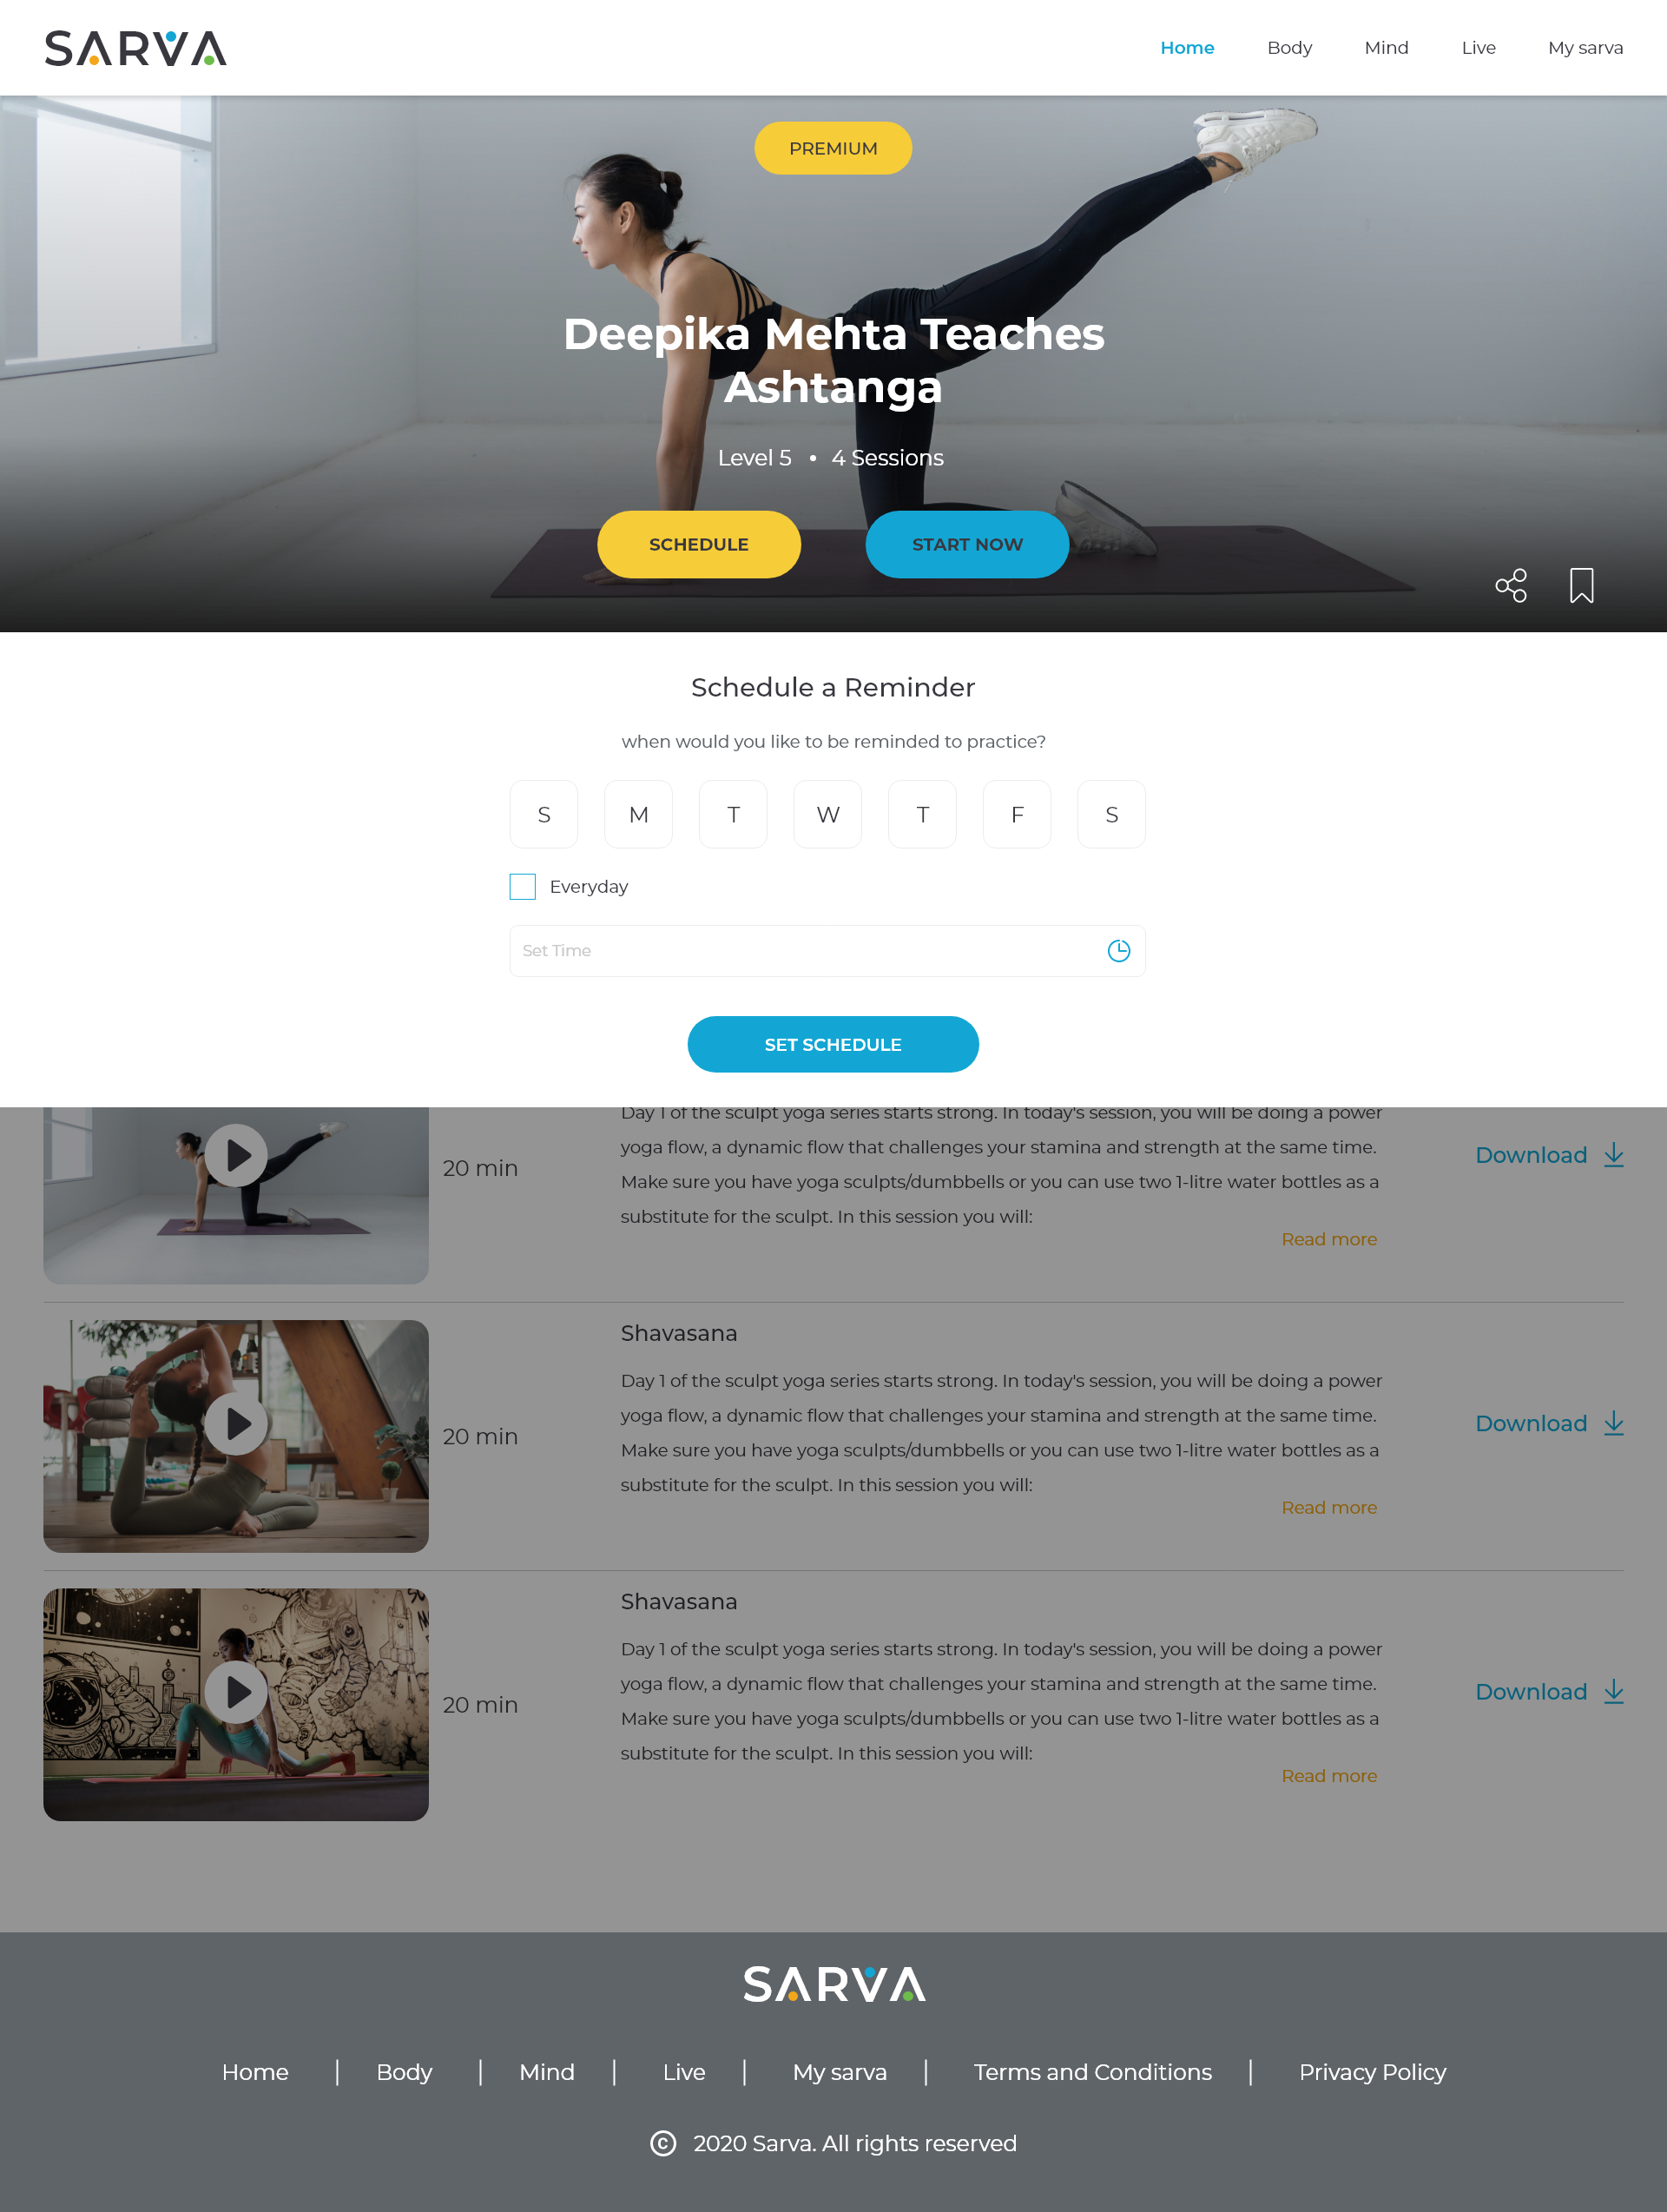 SARVA
Home Body Mind Live My sarva
PREMIUM
Deepika Mehta Teaches
Ashtanga
Level 5 • 4 Sessions
SCHEDULE START NOW
Schedule a Reminder
when would you like to be reminded to practice?
S M T W T F S
Everyday
Set Time
SET SCHEDULE
Day 1 of the sculpt yoga series starts strong. In today's session, you will be doing a power
yoga flow, a dynamic flow that challenges your stamina and strength at the same time.
Make sure you have yoga sculpts/dumbbells or you can use two 1-litre water bottles as a
substitute for the sculpt. In this session you will:
20 min
Read more
Download
Shavasana
Day 1 of the sculpt yoga series starts strong. In today's session, you will be doing a power
yoga flow, a dynamic flow that challenges your stamina and strength at the same time.
Make sure you have yoga sculpts/dumbbells or you can use two 1-litre water bottles as a
substitute for the sculpt. In this session you will:
20 min
Read more
Download
Shavasana
Day 1 of the sculpt yoga series starts strong. In today's session, you will be doing a power
yoga flow, a dynamic flow that challenges your stamina and strength at the same time.
Make sure you have yoga sculpts/dumbbells or you can use two 1-litre water bottles as a
substitute for the sculpt. In this session you will:
20 min
Read more
Download
SARVA
Home | Body | Mind | Live | My sarva | Terms and Conditions | Privacy Policy
© 2020 Sarva. All rights reserved